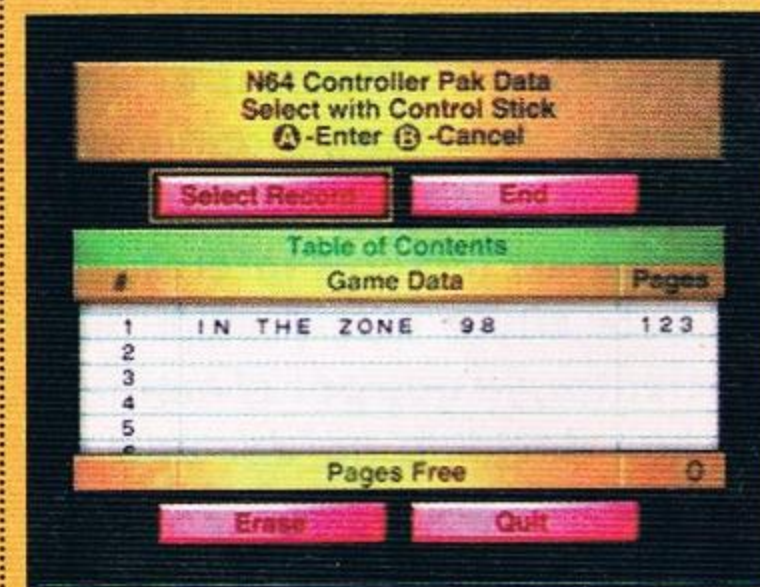 N64 Controller Pak Data
Select with Control Stick
Ⓐ-Enter Ⓑ-Cancel
Select Record End
Table of Contents
# Game Data Pages
1 IN THE ZONE '98 123
2
3
4
5
Pages Free 0
Erase Quit